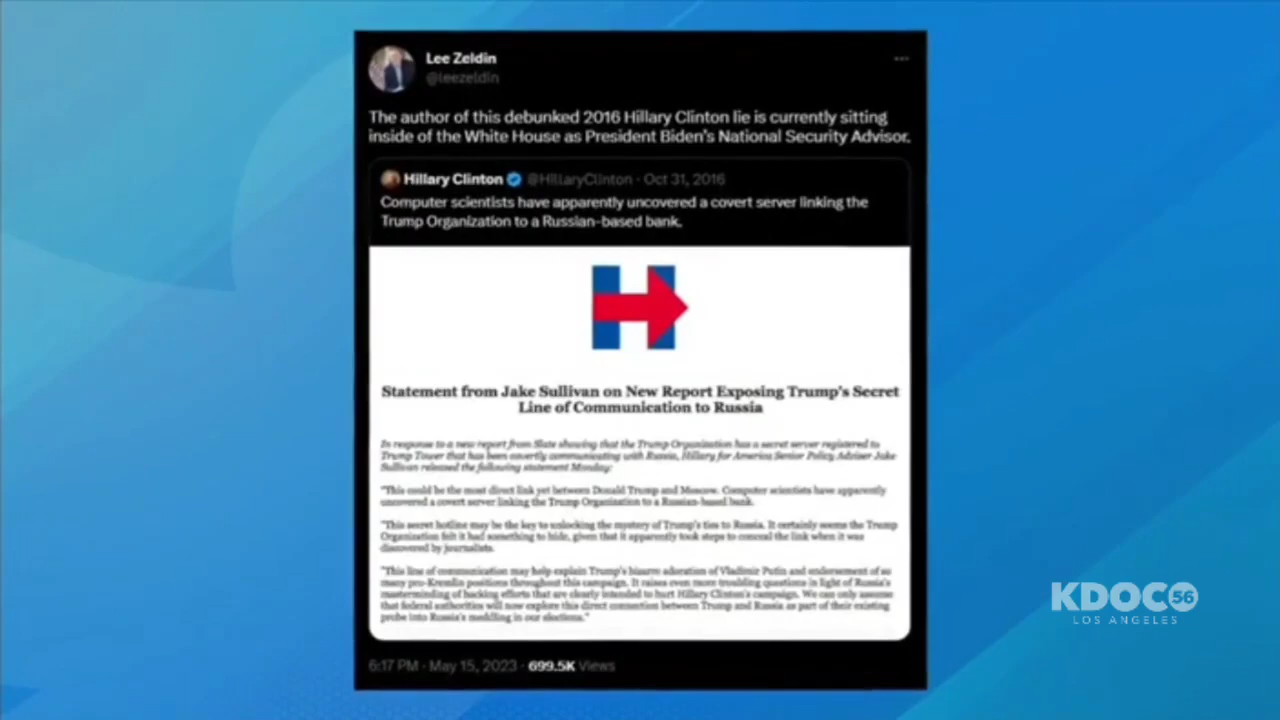 Lee Zeldin
@leezeldin
The author of this debunked 2016 Hillary Clinton lie is currently sitting
inside of the White House as President Biden's National Security Advisor.
Hillary Clinton @HillaryClinton · Oct 31, 2016
Computer scientists have apparently uncovered a covert server linking the
Trump Organization to a Russian-based bank.
H
Statement from Jake Sullivan on New Report Exposing Trump's Secret
Line of Communication to Russia
In response to a new report from Slate showing that the Trump Organization has a secret server registered to
Trump Tower that has been covertly communicating with Russia, Hillary for America Senior Policy Adviser Jake
Sullivan released the following statement Monday:
"This could be the most direct link yet between Donald Trump and Moscow. Computer scientists have apparently
uncovered a covert server linking the Trump Organization to a Russian-based bank.
"This secret hotline may be the key to unlocking the mystery of Trump's ties to Russia. It certainly seems the Trump
Organization felt it had something to hide, given that it apparently took steps to conceal the link when it was
discovered by journalists.
"This line of communication may help explain Trump's bizarre adoration of Vladimir Putin and endorsement of so
many pro-Kremlin positions throughout this campaign. It raises even more troubling questions in light of Russia's
masterminding of hacking efforts that are clearly intended to hurt Hillary Clinton's campaign. We can only assume
that federal authorities will now explore this direct connection between Trump and Russia as part of their existing
probe into Russia's meddling in our elections."
6:17 PM · May 15, 2023 · 699.5K Views
KDOC 56
LOS ANGELES